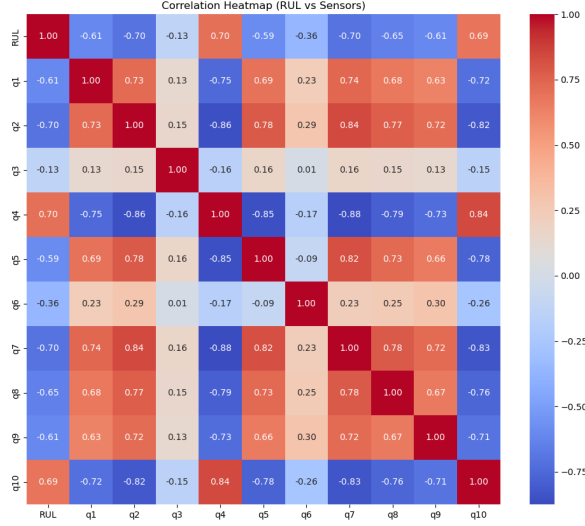 Correlation Heatmap (RUL vs Sensors)
RUL 1.00 -0.61 -0.70 -0.13 0.70 -0.59 -0.36 -0.70 -0.65 -0.61 0.69
q1 -0.61 1.00 0.73 0.13 -0.75 0.69 0.23 0.74 0.68 0.63 -0.72
q2 -0.70 0.73 1.00 0.15 -0.86 0.78 0.29 0.84 0.77 0.72 -0.82
q3 -0.13 0.13 0.15 1.00 -0.16 0.16 0.01 0.16 0.15 0.13 -0.15
q4 0.70 -0.75 -0.86 -0.16 1.00 -0.85 -0.17 -0.88 -0.79 -0.73 0.84
q5 -0.59 0.69 0.78 0.16 -0.85 1.00 -0.09 0.82 0.73 0.66 -0.78
q6 -0.36 0.23 0.29 0.01 -0.17 -0.09 1.00 0.23 0.25 0.30 -0.26
q7 -0.70 0.74 0.84 0.16 -0.88 0.82 0.23 1.00 0.78 0.72 -0.83
q8 -0.65 0.68 0.77 0.15 -0.79 0.73 0.25 0.78 1.00 0.67 -0.76
q9 -0.61 0.63 0.72 0.13 -0.73 0.66 0.30 0.72 0.67 1.00 -0.71
q10 0.69 -0.72 -0.82 -0.15 0.84 -0.78 -0.26 -0.83 -0.76 -0.71 1.00
RUL q1 q2 q3 q4 q5 q6 q7 q8 q9 q10
1.00
0.75
0.50
0.25
0.00
-0.25
-0.50
-0.75